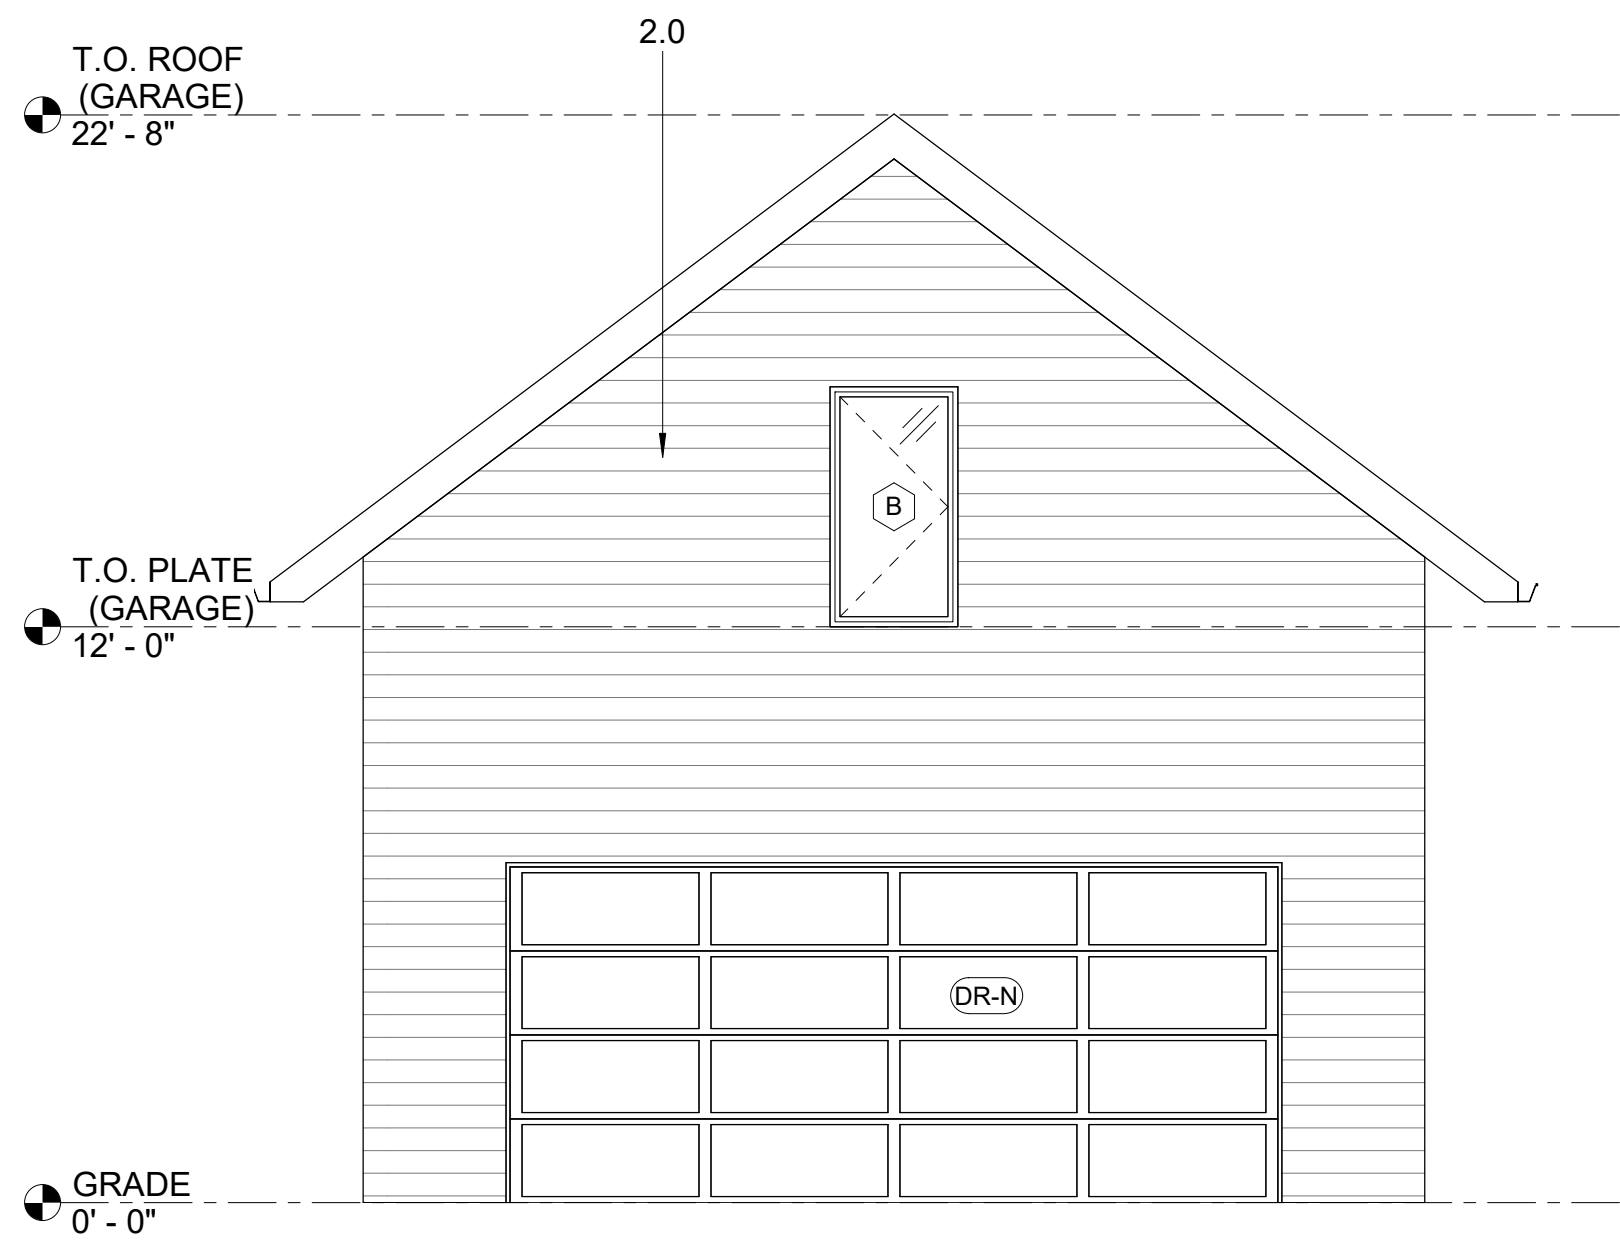 2.0
T.O. ROOF
(GARAGE)
22' - 8"
B
T.O. PLATE
(GARAGE)
12' - 0"
DR-N
GRADE
0' - 0"